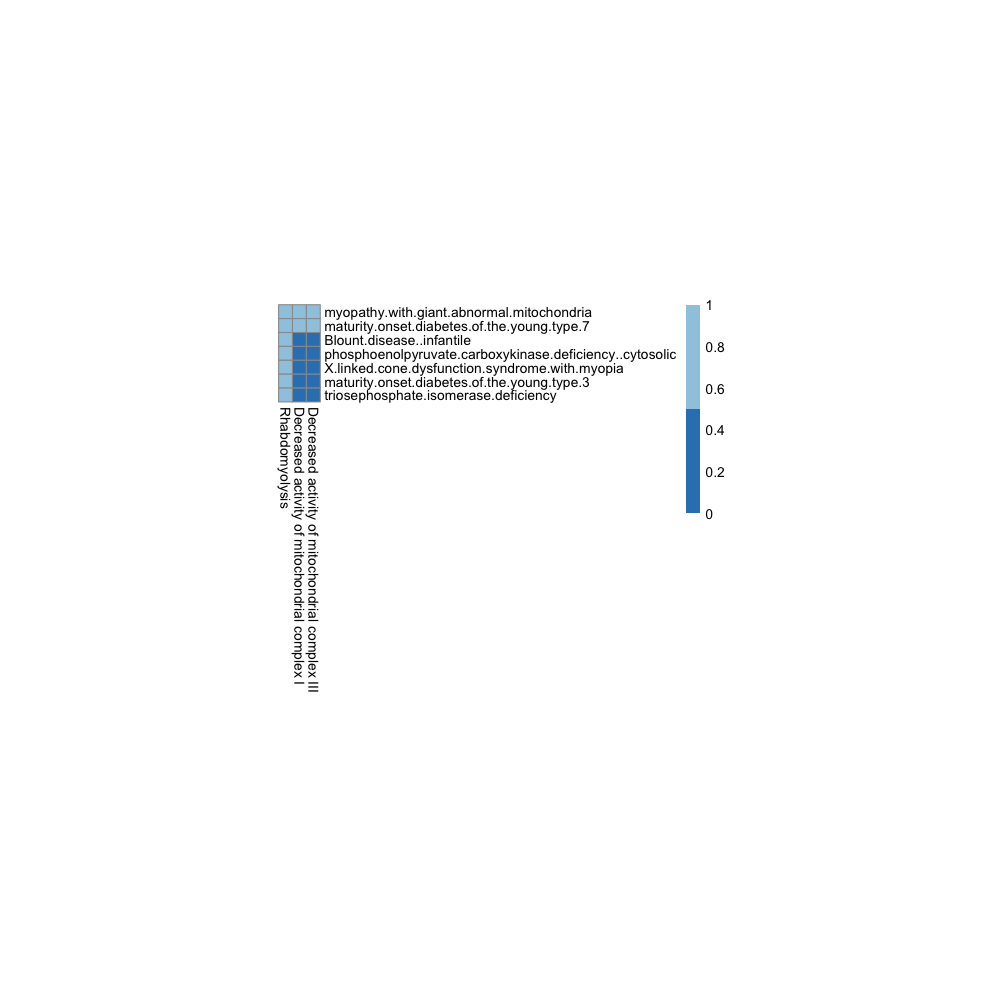 myopathy.with.giant.abnormal.mitochondria
maturity.onset.diabetes.of.the.young.type.7
Blount.disease..infantile
phosphoenolpyruvate.carboxykinase.deficiency..cytosolic
X.linked.cone.dysfunction.syndrome.with.myopia
maturity.onset.diabetes.of.the.young.type.3
triosephosphate.isomerase.deficiency
Rhabdomyolysis
Decreased activity of mitochondrial complex I
Decreased activity of mitochondrial complex III
1
0.8
0.6
0.4
0.2
0